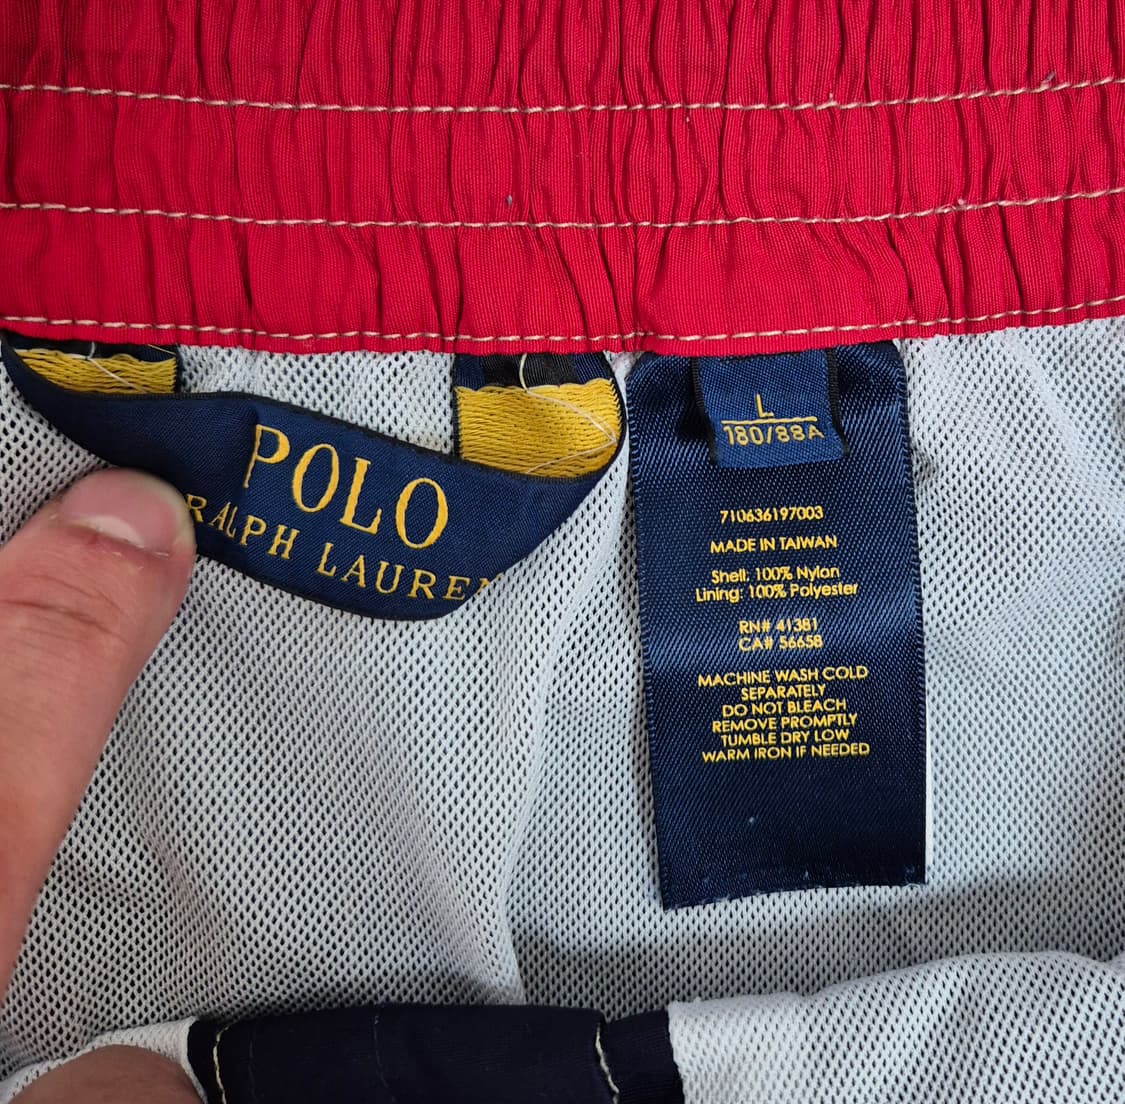 POLO
RALPH LAUREN
L
180/88A
710636197003
MADE IN TAIWAN
Shell: 100% Nylon
Lining: 100% Polyester
RN# 41381
CA# 56658
MACHINE WASH COLD
SEPARATELY
DO NOT BLEACH
REMOVE PROMPTLY
TUMBLE DRY LOW
WARM IRON IF NEEDED